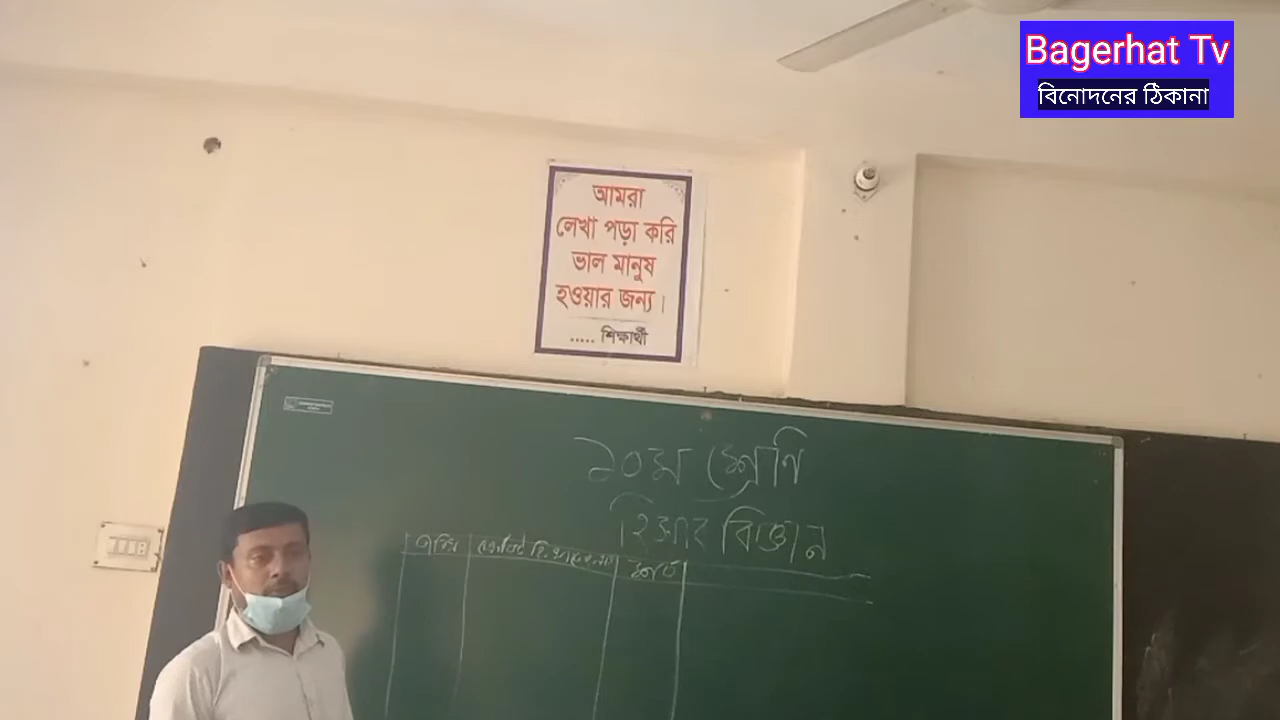 Bagerhat Tv
বিনোদনের ঠিকানা
আমরা
লেখা পড়া করি
ভাল মানুষ
হওয়ার জন্য।
..... শিক্ষার্থী
১০ম শ্রেণি
হিসাব বিজ্ঞান